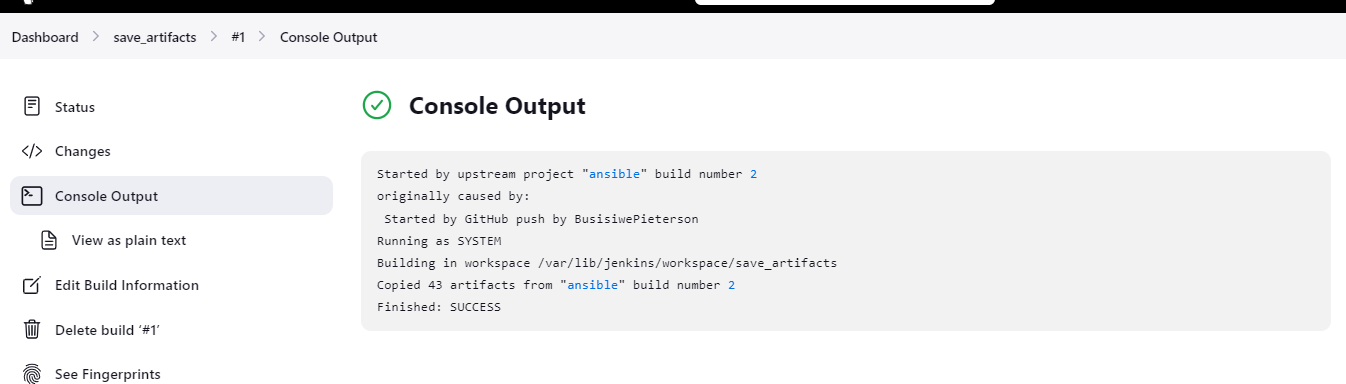 Dashboard > save_artifacts > #1 > Console Output
Status
Changes
Console Output
View as plain text
Edit Build Information
Delete build ‘#1’
See Fingerprints
Console Output
Started by upstream project "ansible" build number 2
originally caused by:
Started by GitHub push by BusisiwePieterson
Running as SYSTEM
Building in workspace /var/lib/jenkins/workspace/save_artifacts
Copied 43 artifacts from "ansible" build number 2
Finished: SUCCESS